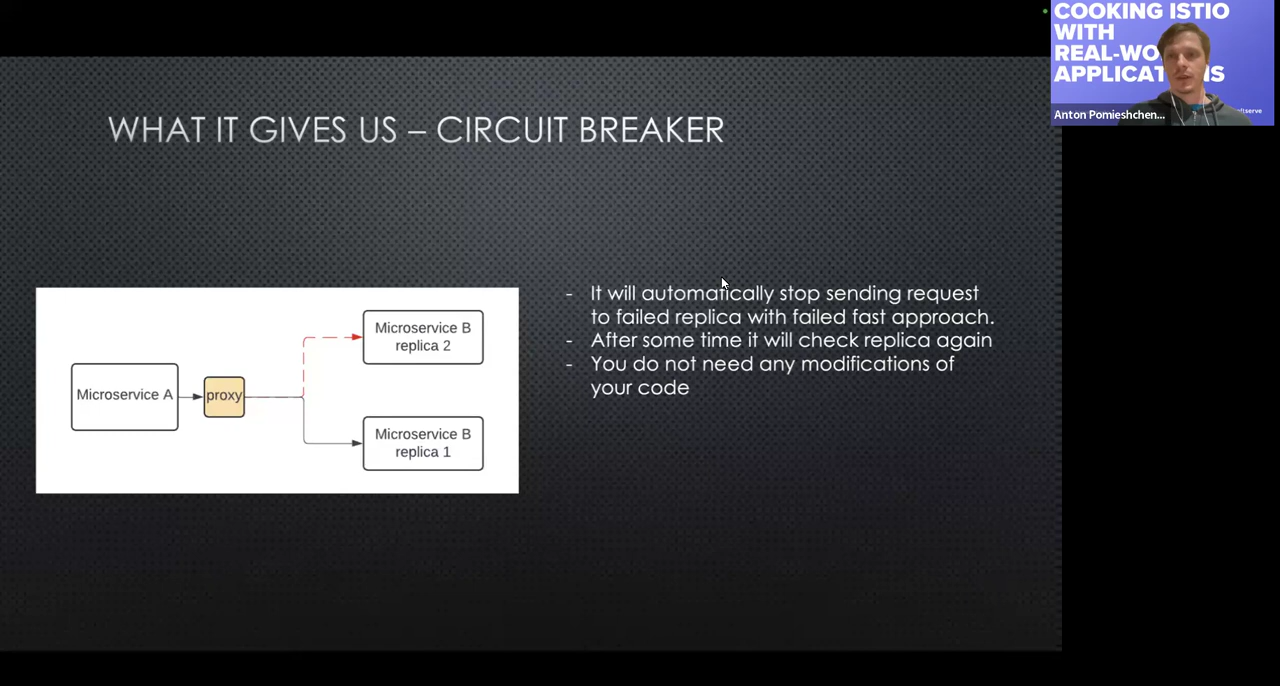 COOKING ISTIO
WITH
REAL-WO
APPLICAT NS
Anton Pomieshchen...
WHAT IT GIVES US – CIRCUIT BREAKER
Microservice A
proxy
Microservice B
replica 2
Microservice B
replica 1
- It will automatically stop sending request
to failed replica with failed fast approach.
- After some time it will check replica again
- You do not need any modifications of
your code